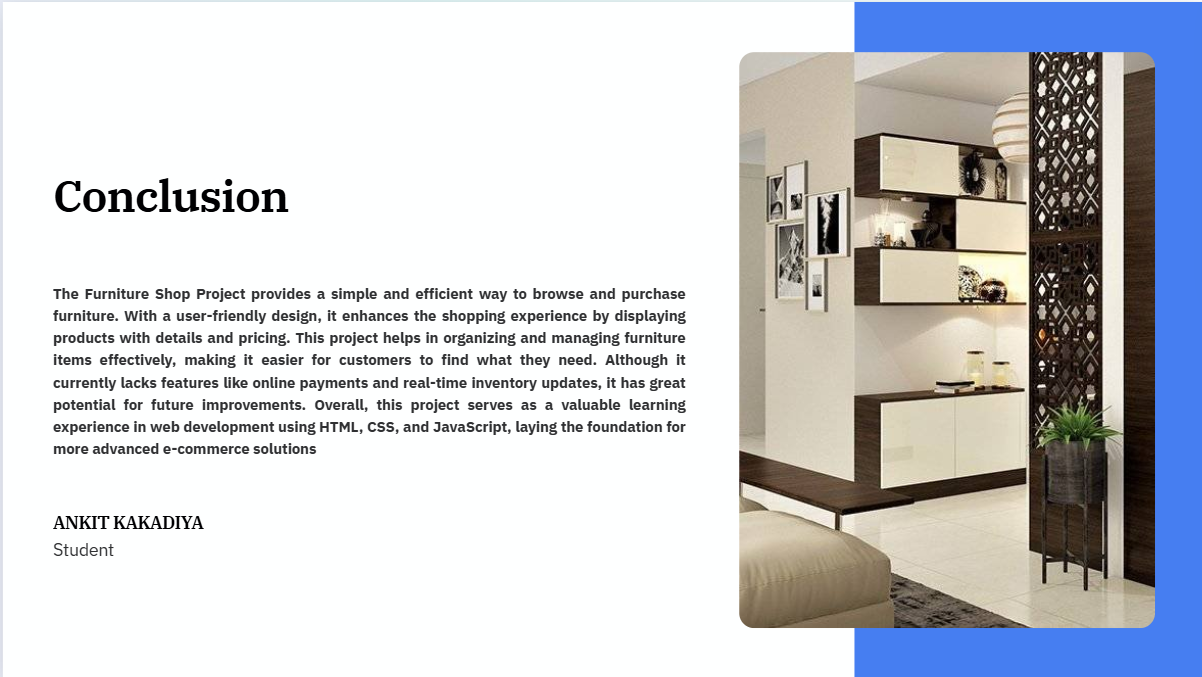 Conclusion
The Furniture Shop Project provides a simple and efficient way to browse and purchase
furniture. With a user-friendly design, it enhances the shopping experience by displaying
products with details and pricing. This project helps in organizing and managing furniture
items effectively, making it easier for customers to find what they need. Although it
currently lacks features like online payments and real-time inventory updates, it has great
potential for future improvements. Overall, this project serves as a valuable learning
experience in web development using HTML, CSS, and JavaScript, laying the foundation for
more advanced e-commerce solutions
ANKIT KAKADIYA
Student